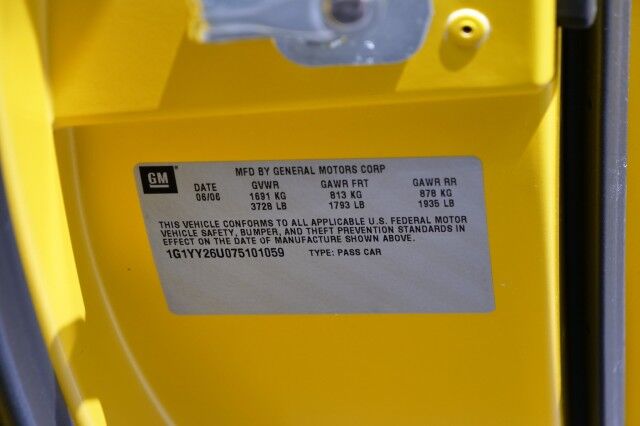 GM
MFD BY GENERAL MOTORS CORP
DATE GVWR GAWR FRT GAWR RR
06/06 1691 KG 813 KG 878 KG
3728 LB 1793 LB 1935 LB
THIS VEHICLE CONFORMS TO ALL APPLICABLE U.S. FEDERAL MOTOR
VEHICLE SAFETY, BUMPER, AND THEFT PREVENTION STANDARDS IN
EFFECT ON THE DATE OF MANUFACTURE SHOWN ABOVE.
1G1YY26U075101059 TYPE: PASS CAR